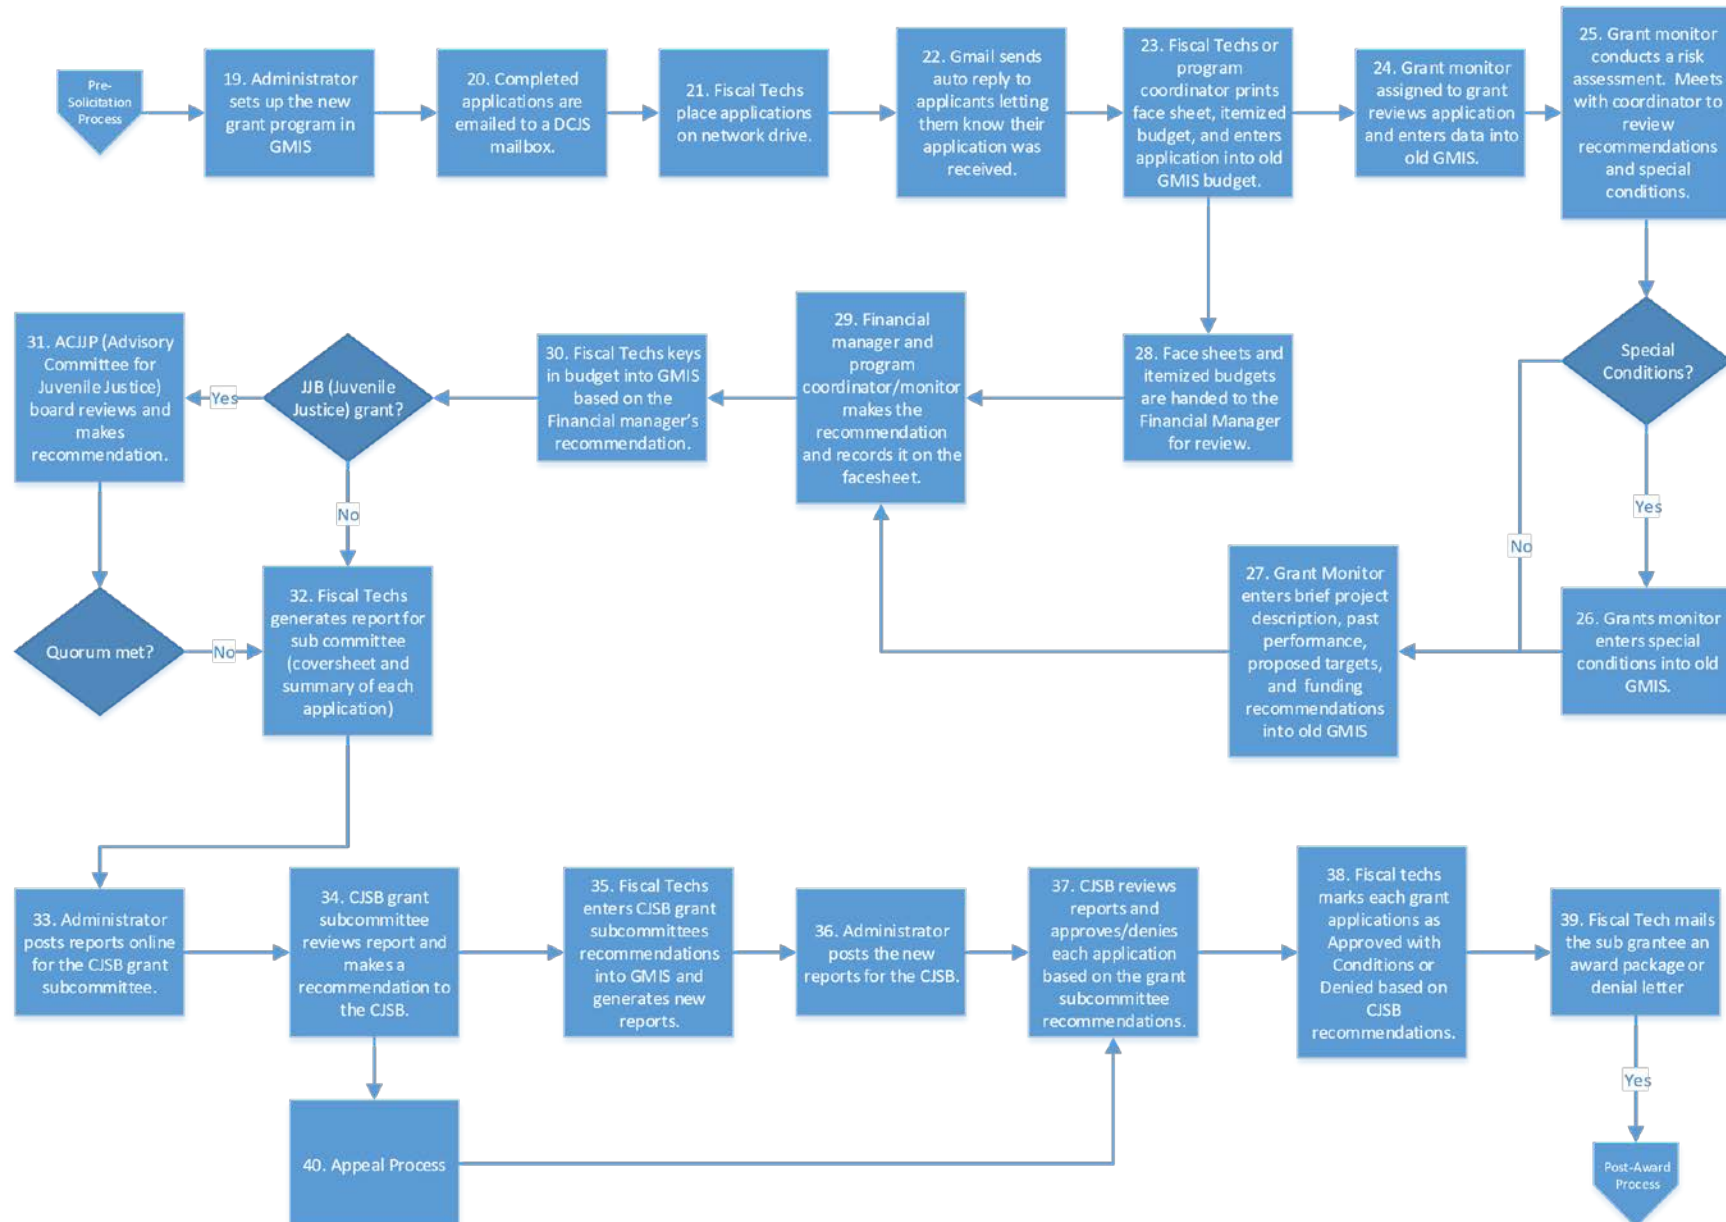 Pre-
Solicitation
Process
19. Administrator
sets up the new
grant program in
GMIS
20. Completed
applications are
emailed to a DCJS
mailbox.
21. Fiscal Techs
place applications
on network drive.
22. Gmail sends
auto reply to
applicants letting
them know their
application was
received.
23. Fiscal Techs or
program
coordinator prints
face sheet, itemized
budget, and enters
application into old
GMIS budget.
24. Grant monitor
assigned to grant
reviews application
and enters data into
old GMIS.
25. Grant monitor
conducts a risk
assessment. Meets
with coordinator to
review
recommendations
and special
conditions.
31. ACJJP (Advisory
Committee for
Juvenile Justice)
board reviews and
makes
recommendation.
Yes
JJB (Juvenile
Justice) grant?
30. Fiscal Techs keys
in budget into GMIS
based on the
Financial manager's
recommendation.
29. Financial
manager and
program
coordinator/monitor
makes the
recommendation
and records it on the
facesheet.
28. Face sheets and
itemized budgets
are handed to the
Financial Manager
for review.
Special
Conditions?
No
Yes
No
Quorum met?
No
32. Fiscal Techs
generates report for
sub committee
(coversheet and
summary of each
application)
27. Grant Monitor
enters brief project
description, past
performance,
proposed targets,
and funding
recommendations
into old GMIS
26. Grants monitor
enters special
conditions into old
GMIS.
33. Administrator
posts reports online
for the CJSB grant
subcommittee.
34. CJSB grant
subcommittee
reviews report and
makes a
recommendation to
the CJSB.
35. Fiscal Techs
enters CJSB grant
subcommittees
recommendations
into GMIS and
generates new
reports.
36. Administrator
posts the new
reports for the CJSB.
37. CJSB reviews
reports and
approves/denies
each application
based on the grant
subcommittee
recommendations.
38. Fiscal techs
marks each grant
applications as
Approved with
Conditions or
Denied based on
CJSB
recommendations.
39. Fiscal Tech mails
the sub grantee an
award package or
denial letter
Yes
40. Appeal Process
Post-Award
Process